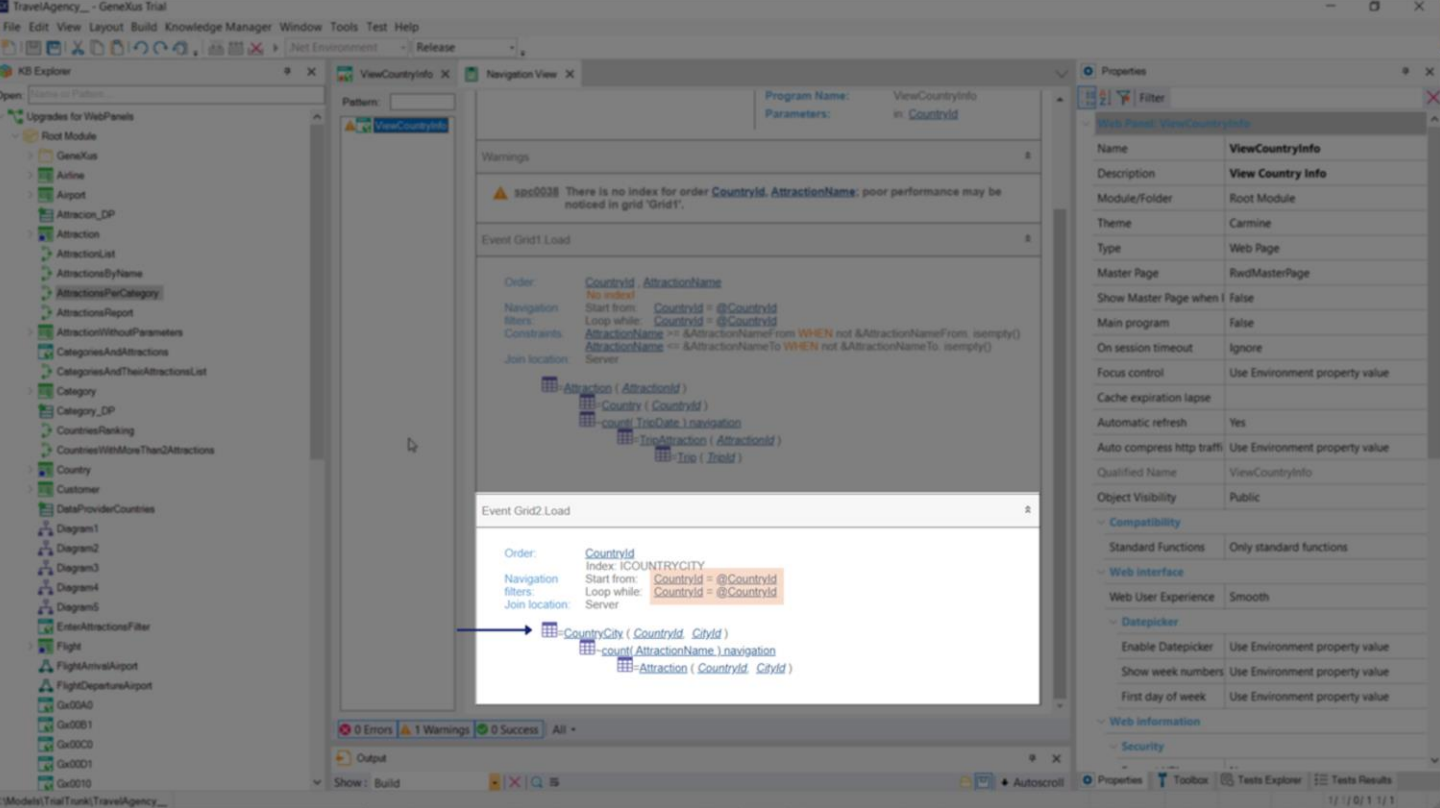 TravelAgency__ - GeneXus Trial
File Edit View Layout Build Knowledge Manager Window Tools Test Help
.Net Environment Release
KB Explorer
Open: Name or Pattern...
Upgrades for WebPanels
Root Module
GeneXus
Airline
Airport
Attracion_DP
Attraction
AttractionList
AttractionsByName
AttractionsPerCategory
AttractionsReport
AttractionWithoutParameters
CategoriesAndAttractions
CategoriesAndTheirAttractionsList
Category
Category_DP
CountriesRanking
CountriesWithMoreThan2Attractions
Country
Customer
DataProviderCountries
Diagram1
Diagram2
Diagram3
Diagram4
Diagram5
EnterAttractionsFilter
Flight
FlightArrivalAirport
FlightDepartureAirport
Gx00A0
Gx00B1
Gx00C0
Gx00D1
Gx0010
ViewCountryInfo Navigation View
Pattern:
ViewCountryInfo
Program Name: ViewCountryInfo
Parameters: in: CountryId
Warnings
spc0038 There is no index for order CountryId, AttractionName; poor performance may be
noticed in grid 'Grid1'.
Event Grid1.Load
Order: CountryId , AttractionName
No index!
Navigation Start from: CountryId = @CountryId
filters: Loop while: CountryId = @CountryId
Constraints: AttractionName >= &AttractionNameFrom WHEN not &AttractionNameFrom. isempty()
AttractionName <= &AttractionNameTo WHEN not &AttractionNameTo. isempty()
Join location: Server
=Attraction ( AttractionId )
=Country ( CountryId )
~count( TripDate ) navigation
=TripAttraction ( AttractionId )
=Trip ( TripId )
Event Grid2.Load
Order: CountryId
Index: ICOUNTRYCITY
Navigation Start from: CountryId = @CountryId
filters: Loop while: CountryId = @CountryId
Join location: Server
=CountryCity ( CountryId, CityId )
~count( AttractionName ) navigation
=Attraction ( CountryId, CityId )
0 Errors 1 Warnings 0 Success All
Output
Show: Build Autoscroll
Properties
Filter
Web Panel: ViewCountryInfo
Name ViewCountryInfo
Description View Country Info
Module/Folder Root Module
Theme Carmine
Type Web Page
Master Page RwdMasterPage
Show Master Page when I False
Main program False
On session timeout Ignore
Focus control Use Environment property value
Cache expiration lapse
Automatic refresh Yes
Auto compress http traffi Use Environment property value
Qualified Name ViewCountryInfo
Object Visibility Public
Compatibility
Standard Functions Only standard functions
Web interface
Web User Experience Smooth
Datepicker
Enable Datepicker Use Environment property value
Show week numbers Use Environment property value
First day of week Use Environment property value
Web information
Security
Properties Toolbox Tests Explorer Tests Results
:\Models\TrialTrunk\TravelAgency__